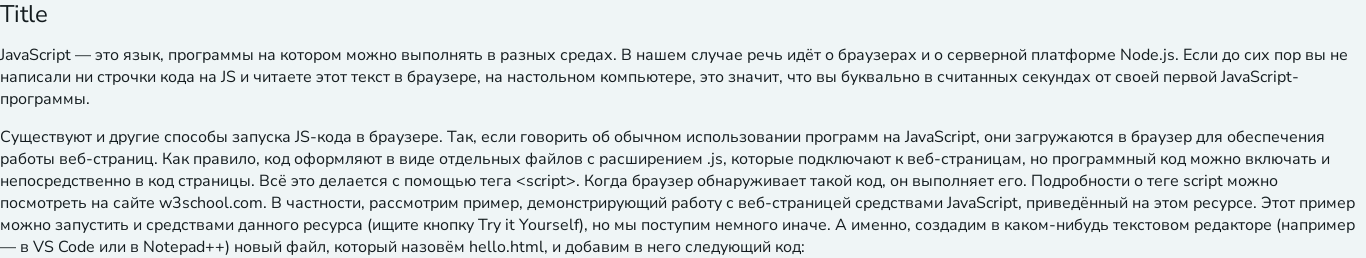 Title
JavaScript — это язык, программы на котором можно выполнять в разных средах. В нашем случае речь идёт о браузерах и о серверной платформе Node.js. Если до сих пор вы не
написали ни строчки кода на JS и читаете этот текст в браузере, на настольном компьютере, это значит, что вы буквально в считанных секундах от своей первой JavaScript-
программы.
Существуют и другие способы запуска JS-кода в браузере. Так, если говорить об обычном использовании программ на JavaScript, они загружаются в браузер для обеспечения
работы веб-страниц. Как правило, код оформляют в виде отдельных файлов с расширением .js, которые подключают к веб-страницам, но программный код можно включать и
непосредственно в код страницы. Всё это делается с помощью тега <script>. Когда браузер обнаруживает такой код, он выполняет его. Подробности о теге script можно
посмотреть на сайте w3school.com. В частности, рассмотрим пример, демонстрирующий работу с веб-страницей средствами JavaScript, приведённый на этом ресурсе. Этот пример
можно запустить и средствами данного ресурса (ищите кнопку Try it Yourself), но мы поступим немного иначе. А именно, создадим в каком-нибудь текстовом редакторе (например
— в VS Code или в Notepad++) новый файл, который назовём hello.html, и добавим в него следующий код: